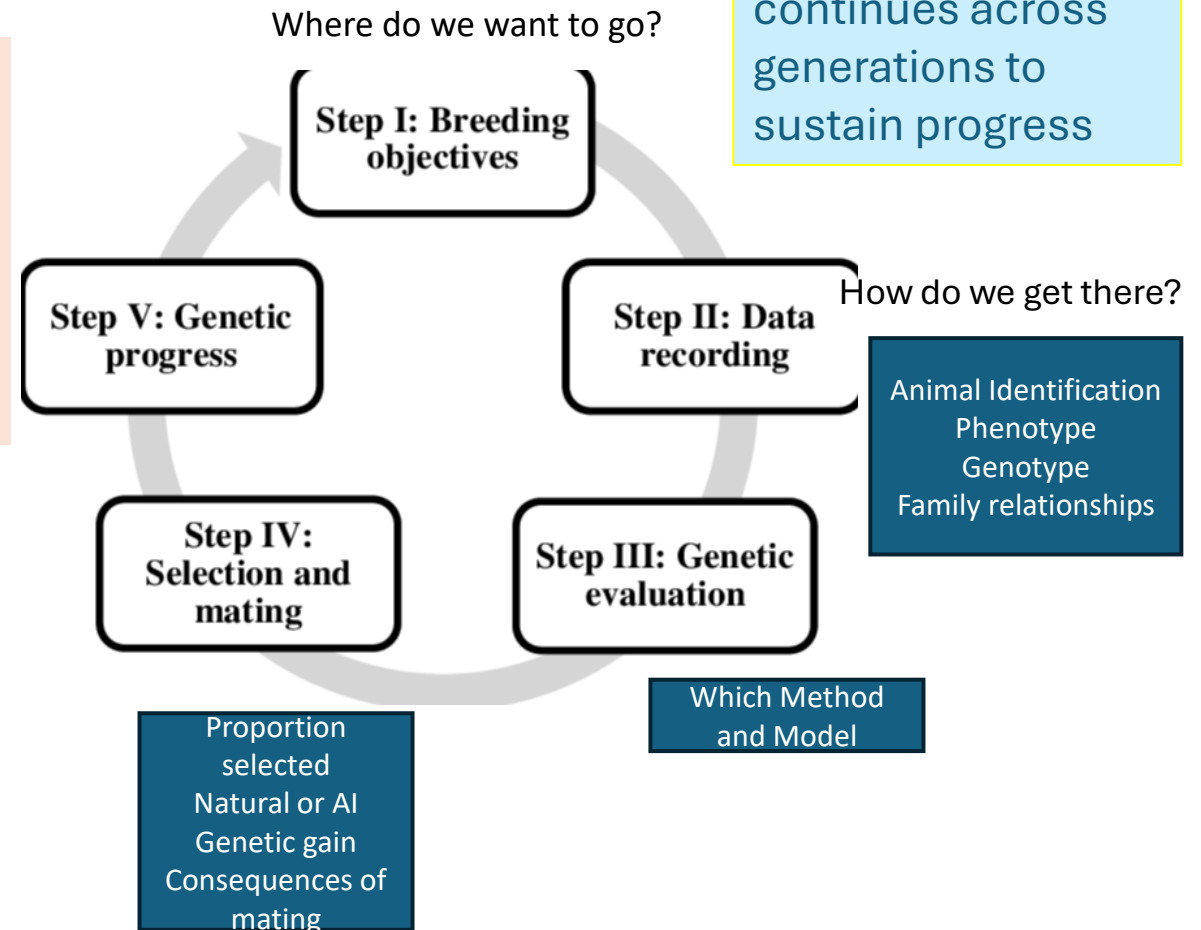 Where do we want to go?
continues across
generations to
sustain progress
Step I: Breeding
objectives
Step V: Genetic
progress
Step II: Data
recording
How do we get there?
Animal Identification
Phenotype
Genotype
Family relationships
Step IV:
Selection and
mating
Step III: Genetic
evaluation
Which Method
and Model
Proportion
selected
Natural or AI
Genetic gain
Consequences of
mating